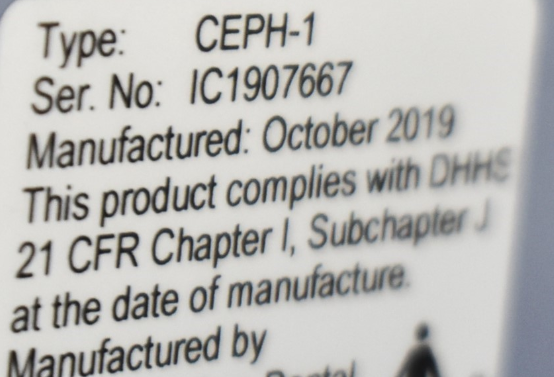 Type: CEPH-1
Ser. No: IC1907667
Manufactured: October 2019
This product complies with DHHS
21 CFR Chapter I, Subchapter J
at the date of manufacture.
Manufactured by
Dental